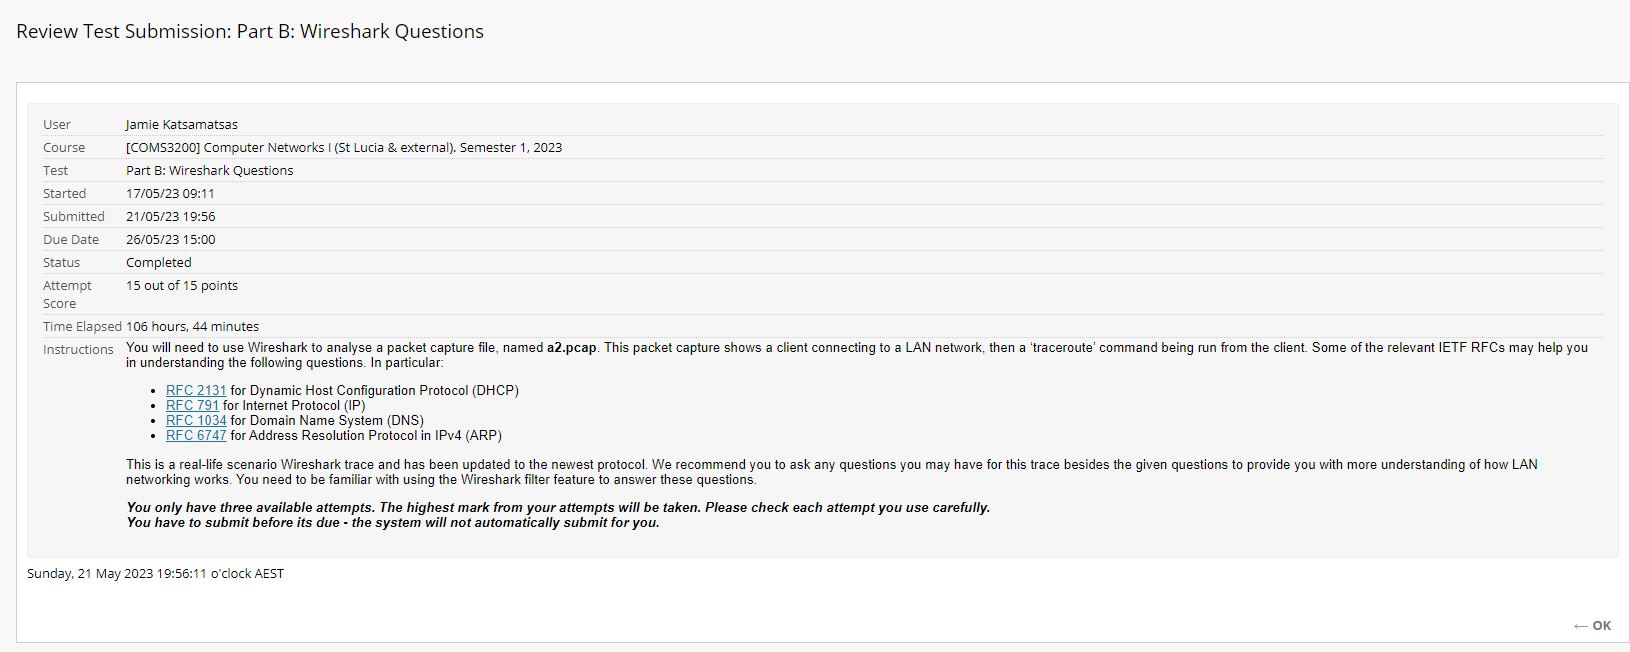 Review Test Submission: Part B: Wireshark Questions
User Jamie Katsamatsas
Course [COMS3200] Computer Networks I (St Lucia & external). Semester 1, 2023
Test Part B: Wireshark Questions
Started 17/05/23 09:11
Submitted 21/05/23 19:56
Due Date 26/05/23 15:00
Status Completed
Attempt Score 15 out of 15 points
Time Elapsed 106 hours, 44 minutes
Instructions You will need to use Wireshark to analyse a packet capture file, named a2.pcap. This packet capture shows a client connecting to a LAN network, then a ‘traceroute’ command being run from the client. Some of the relevant IETF RFCs may help you
in understanding the following questions. In particular:
• RFC 2131 for Dynamic Host Configuration Protocol (DHCP)
• RFC 791 for Internet Protocol (IP)
• RFC 1034 for Domain Name System (DNS)
• RFC 6747 for Address Resolution Protocol in IPv4 (ARP)
This is a real-life scenario Wireshark trace and has been updated to the newest protocol. We recommend you to ask any questions you may have for this trace besides the given questions to provide you with more understanding of how LAN
networking works. You need to be familiar with using the Wireshark filter feature to answer these questions.
You only have three available attempts. The highest mark from your attempts will be taken. Please check each attempt you use carefully.
You have to submit before its due - the system will not automatically submit for you.
Sunday, 21 May 2023 19:56:11 o'clock AEST
← OK